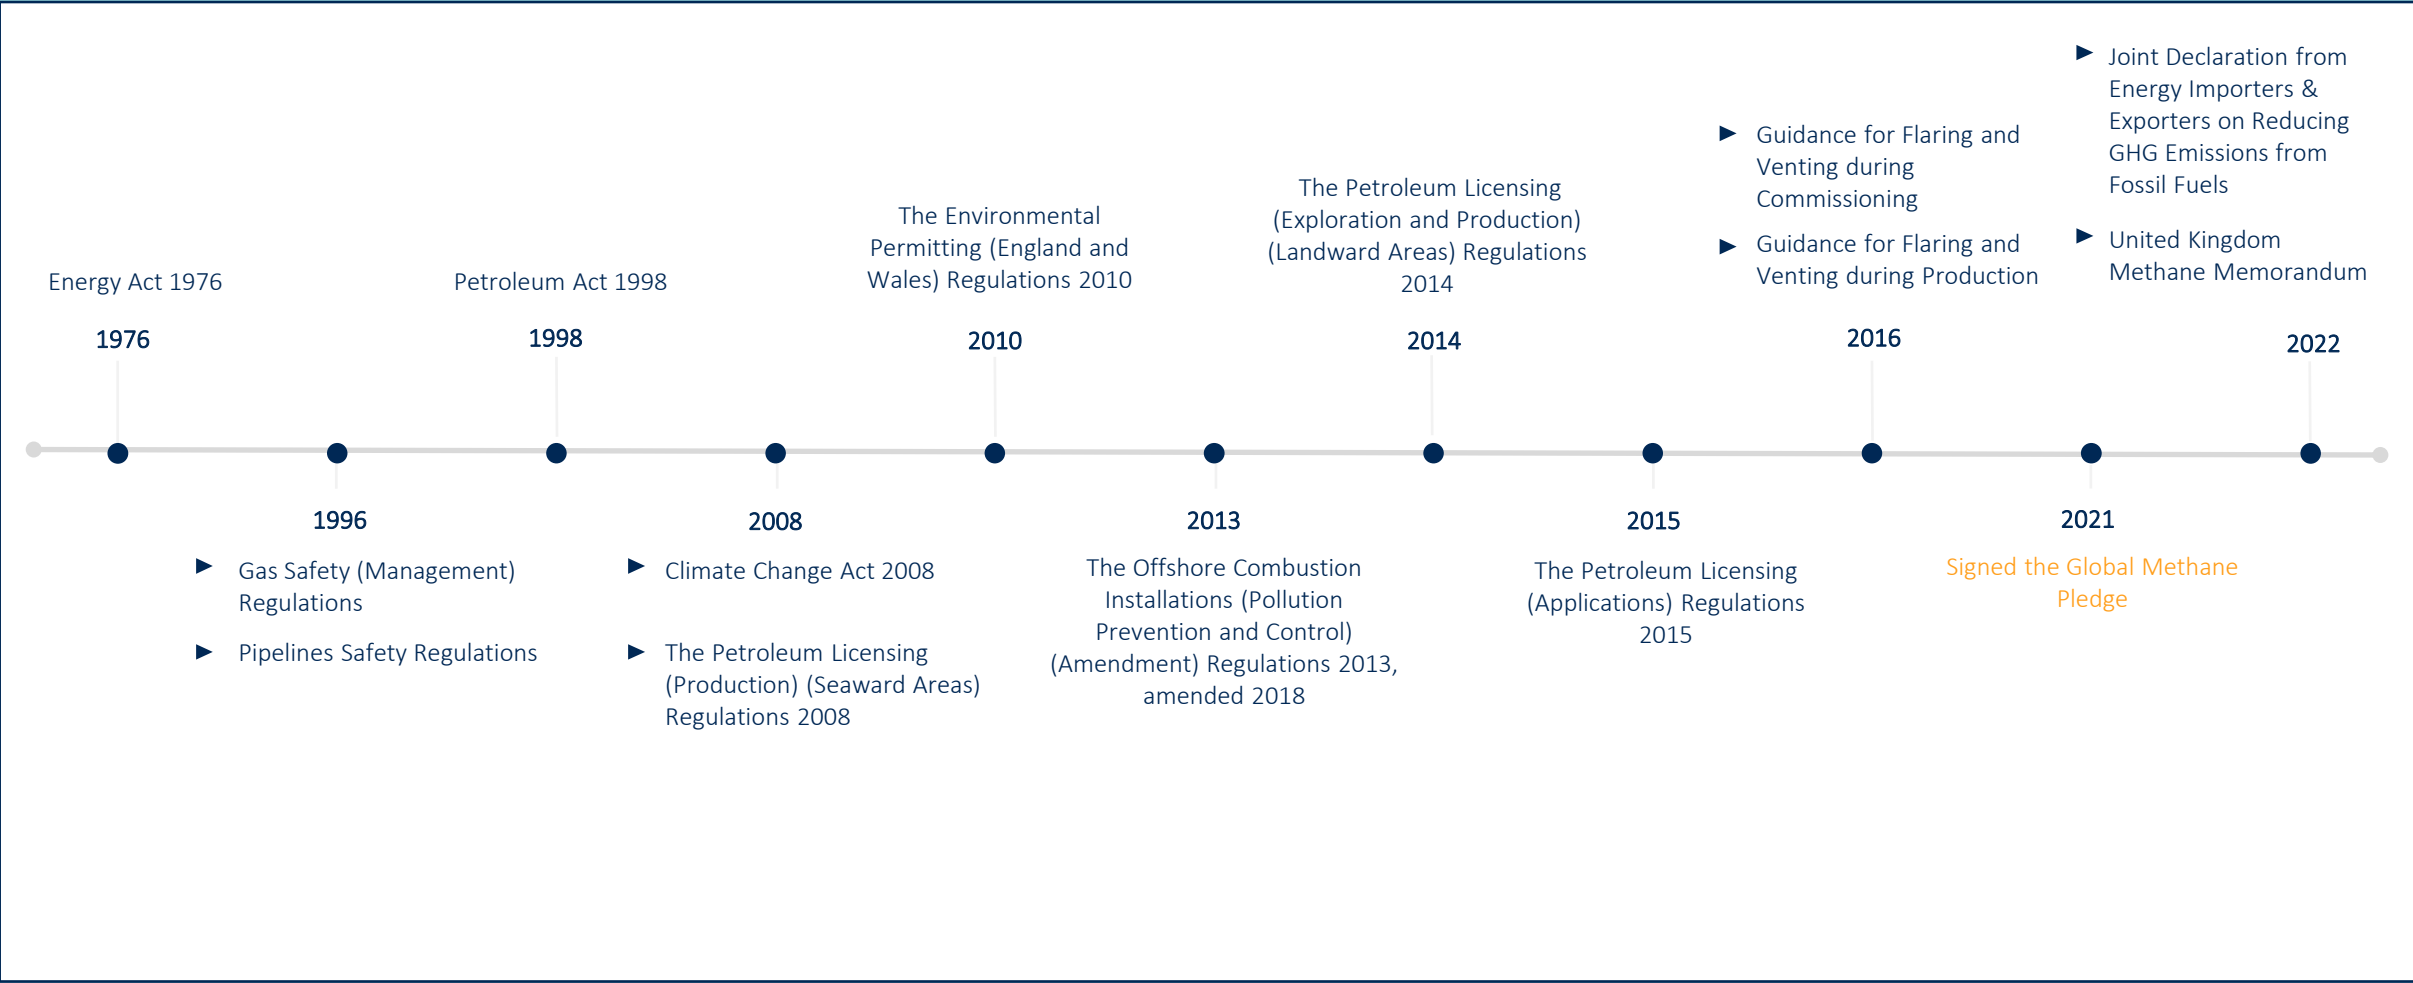 Energy Act 1976
1976
1996
Gas Safety (Management)
Regulations
Pipelines Safety Regulations
Petroleum Act 1998
1998
2008
Climate Change Act 2008
The Petroleum Licensing
(Production) (Seaward Areas)
Regulations 2008
The Environmental
Permitting (England and
Wales) Regulations 2010
2010
2013
The Offshore Combustion
Installations (Pollution
Prevention and Control)
(Amendment) Regulations 2013,
amended 2018
The Petroleum Licensing
(Exploration and Production)
(Landward Areas) Regulations
2014
2014
2015
The Petroleum Licensing
(Applications) Regulations
2015
Guidance for Flaring and
Venting during
Commissioning
Guidance for Flaring and
Venting during Production
2016
2021
Signed the Global Methane
Pledge
Joint Declaration from
Energy Importers &
Exporters on Reducing
GHG Emissions from
Fossil Fuels
United Kingdom
Methane Memorandum
2022